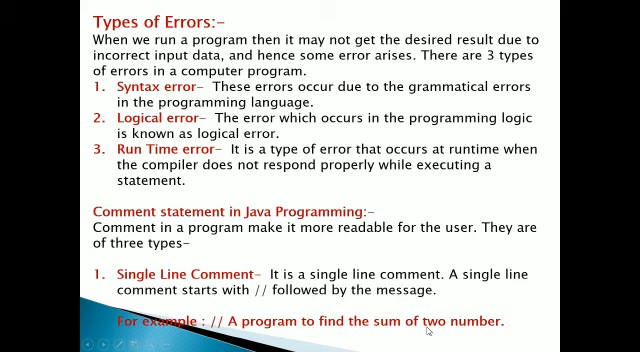 Types of Errors:-
When we run a program then it may not get the desired result due to
incorrect input data, and hence some error arises. There are 3 types
of errors in a computer program.
1. Syntax error- These errors occur due to the grammatical errors
in the programming language.
2. Logical error- The error which occurs in the programming logic
is known as logical error.
3. Run Time error- It is a type of error that occurs at runtime when
the compiler does not respond properly while executing a
statement.
Comment statement in Java Programming:-
Comment in a program make it more readable for the user. They are
of three types-
1. Single Line Comment- It is a single line comment. A single line
comment starts with // followed by the message.
For example : // A program to find the sum of two number.